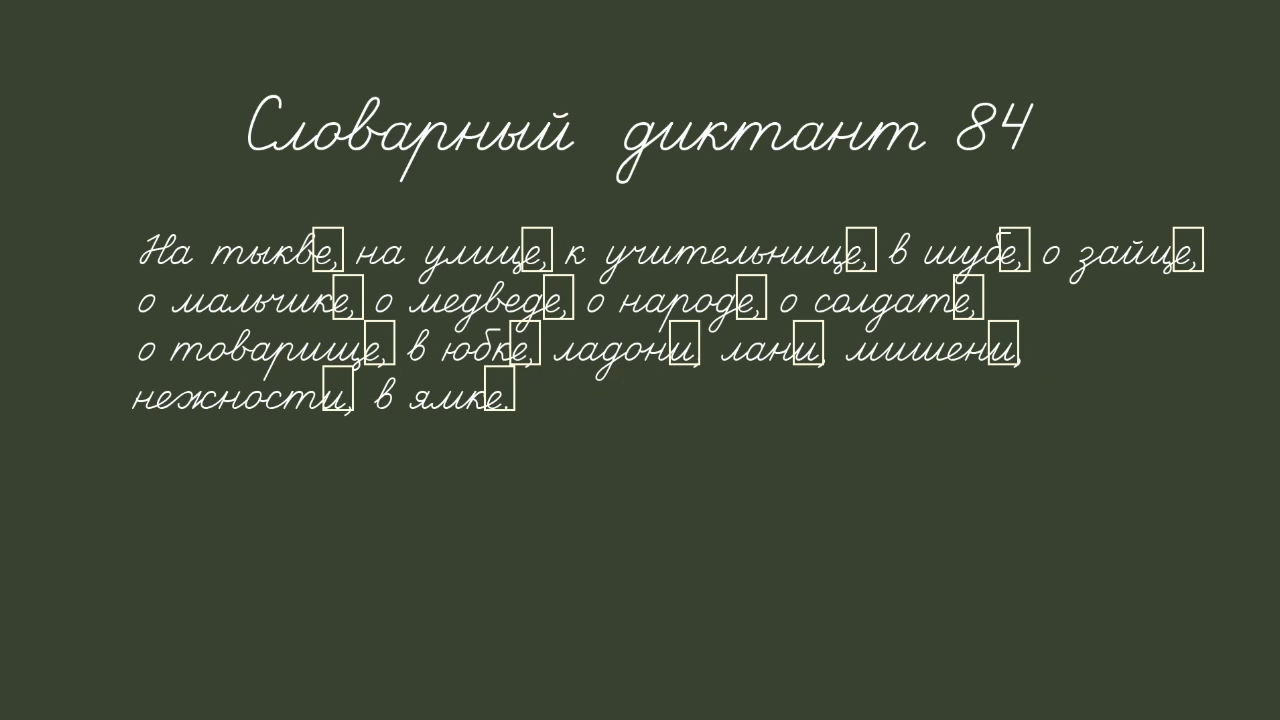 Словарный диктант 84
На тыкве, на улице, к учительнице, в шубе, о зайце,
о мальчике, о медведе, о народе, о солдате,
о товарище, в юбке, ладони, лани, мишени,
нежности, в ямке.